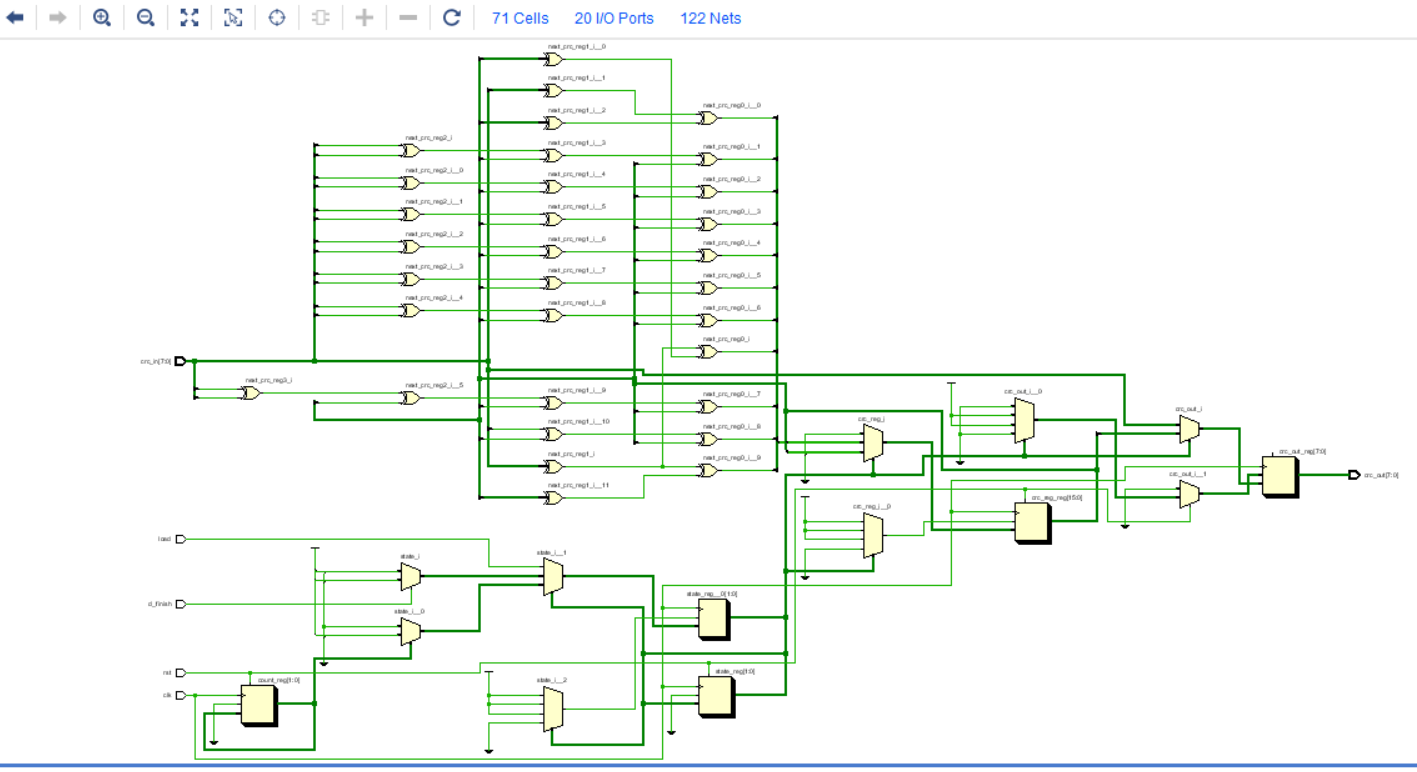 71 Cells 20 I/O Ports 122 Nets
next_crc_reg1_i__0
next_crc_reg1_i__1
next_crc_reg1_i__2
next_crc_reg0_i__0
next_crc_reg2_i
next_crc_reg1_i__3
next_crc_reg0_i__1
next_crc_reg2_i__0
next_crc_reg1_i__4
next_crc_reg0_i__2
next_crc_reg2_i__1
next_crc_reg1_i__5
next_crc_reg0_i__3
next_crc_reg2_i__2
next_crc_reg1_i__6
next_crc_reg0_i__4
next_crc_reg2_i__3
next_crc_reg1_i__7
next_crc_reg0_i__5
next_crc_reg2_i__4
next_crc_reg1_i__8
next_crc_reg0_i__6
next_crc_reg0_i
crc_in[7:0]
next_crc_reg3_i
next_crc_reg2_i__5
next_crc_reg1_i__9
next_crc_reg0_i__7
crc_out_i__0
crc_out_i
next_crc_reg1_i__10
next_crc_reg0_i__8
crc_reg_i
next_crc_reg1_i
next_crc_reg0_i__9
crc_out_reg[7:0]
crc_out[7:0]
crc_out_i__1
next_crc_reg1_i__11
crc_reg_reg[15:0]
crc_reg_i__0
load
state_i
state_i__1
d_finish
state_reg__0[1:0]
state_i__0
rst
count_reg[1:0]
state_i__2
state_reg[1:0]
clk